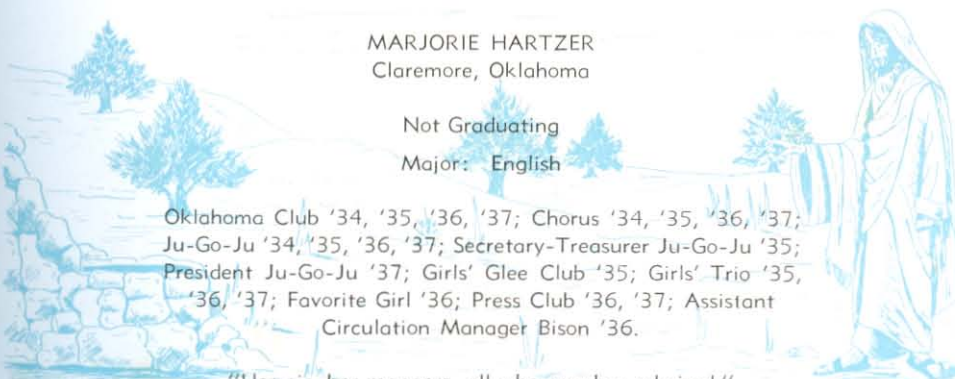 MARJORIE HARTZER
Claremore, Oklahoma
Not Graduating
Major: English
Oklahoma Club '34, '35, '36, '37; Chorus '34, '35, '36, '37;
Ju-Go-Ju '34, '35, '36, '37; Secretary-Treasurer Ju-Go-Ju '35;
President Ju-Go-Ju '37; Girls' Glee Club '35; Girls' Trio '35,
'36, '37; Favorite Girl '36; Press Club '36, '37; Assistant
Circulation Manager Bison '36.